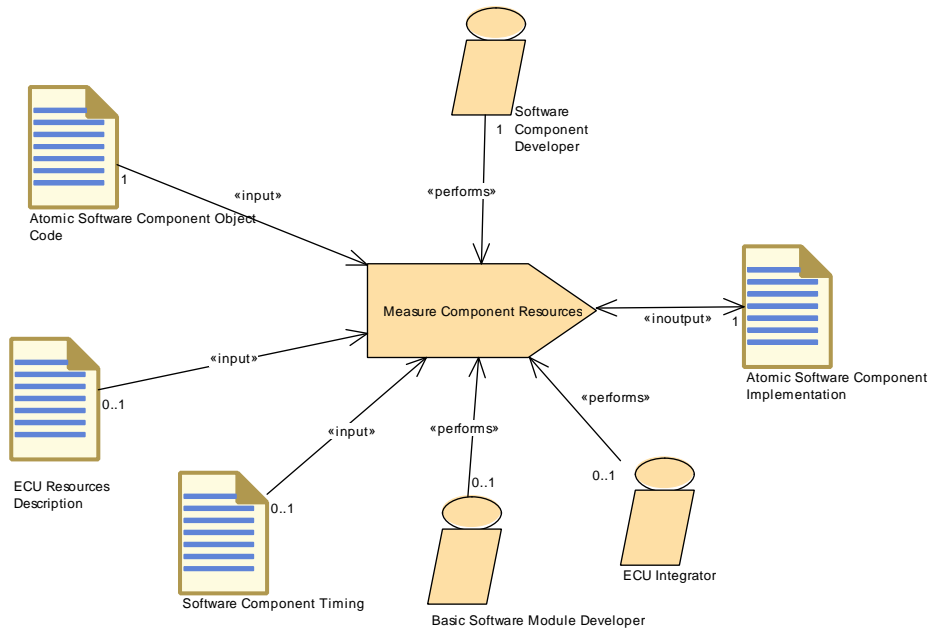 1
Software
Component
Developer
«performs»
1
«input»
Atomic Software Component Object
Code
Measure Component Resources
«inoutput»
1
Atomic Software Component
Implementation
«input»
0..1
ECU Resources
Description
«input»
0..1
Software Component Timing
«performs»
0..1
Basic Software Module Developer
«performs»
0..1
ECU Integrator